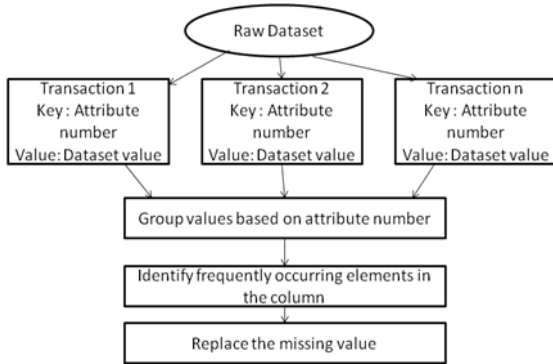 Raw Dataset
Transaction 1
Key : Attribute
number
Value: Dataset value
Transaction 2
Key : Attribute
number
Value: Dataset value
Transaction n
Key : Attribute
number
Value: Dataset value
Group values based on attribute number
Identify frequently occurring elements in
the column
Replace the missing value